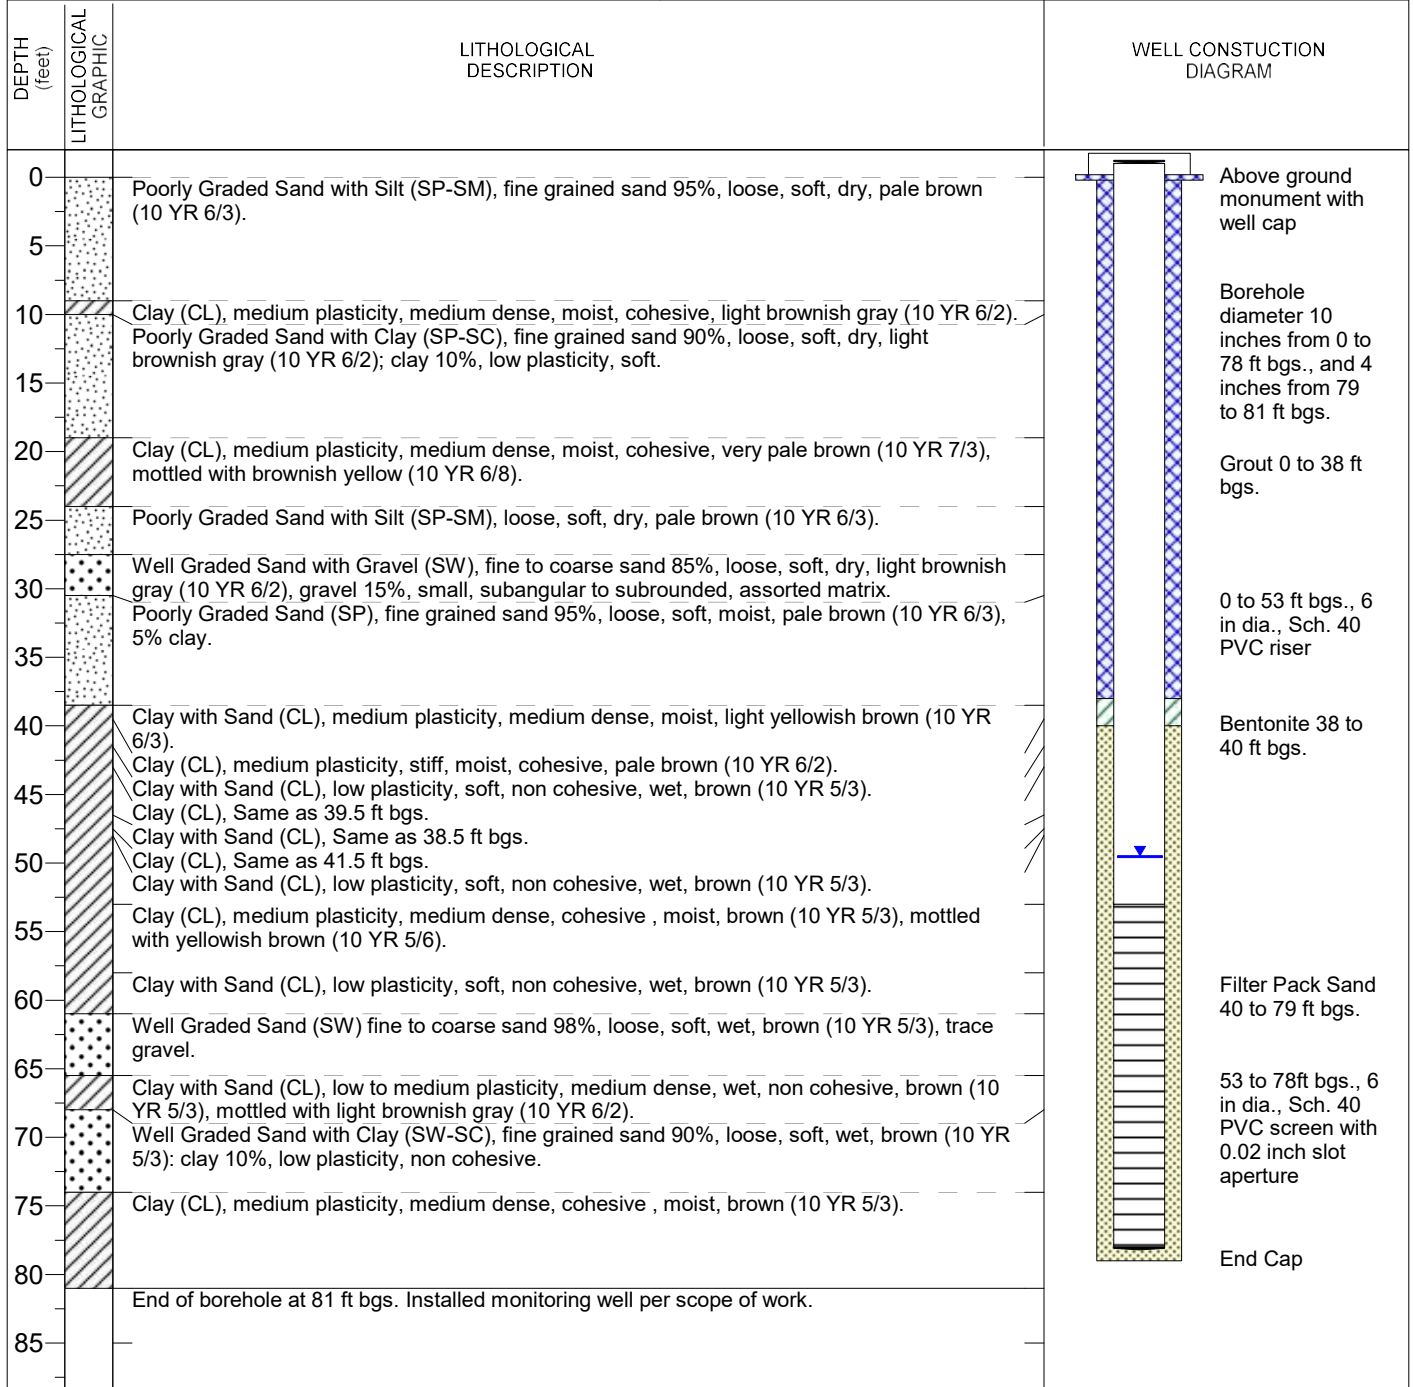 DEPTH
(feet)
LITHOLOGICAL
GRAPHIC
LITHOLOGICAL
DESCRIPTION
WELL CONSTUCTION
DIAGRAM
0
5
10
15
20
25
30
35
40
45
50
55
60
65
70
75
80
85
Poorly Graded Sand with Silt (SP-SM), fine grained sand 95%, loose, soft, dry, pale brown
(10 YR 6/3).
Clay (CL), medium plasticity, medium dense, moist, cohesive, light brownish gray (10 YR 6/2).
Poorly Graded Sand with Clay (SP-SC), fine grained sand 90%, loose, soft, dry, light
brownish gray (10 YR 6/2); clay 10%, low plasticity, soft.
Clay (CL), medium plasticity, medium dense, moist, cohesive, very pale brown (10 YR 7/3),
mottled with brownish yellow (10 YR 6/8).
Poorly Graded Sand with Silt (SP-SM), loose, soft, dry, pale brown (10 YR 6/3).
Well Graded Sand with Gravel (SW), fine to coarse sand 85%, loose, soft, dry, light brownish
gray (10 YR 6/2), gravel 15%, small, subangular to subrounded, assorted matrix.
Poorly Graded Sand (SP), fine grained sand 95%, loose, soft, moist, pale brown (10 YR 6/3),
5% clay.
Clay with Sand (CL), medium plasticity, medium dense, moist, light yellowish brown (10 YR
6/3).
Clay (CL), medium plasticity, stiff, moist, cohesive, pale brown (10 YR 6/2).
Clay with Sand (CL), low plasticity, soft, non cohesive, wet, brown (10 YR 5/3).
Clay (CL), Same as 39.5 ft bgs.
Clay with Sand (CL), Same as 38.5 ft bgs.
Clay (CL), Same as 41.5 ft bgs.
Clay with Sand (CL), low plasticity, soft, non cohesive, wet, brown (10 YR 5/3).
Clay (CL), medium plasticity, medium dense, cohesive , moist, brown (10 YR 5/3), mottled
with yellowish brown (10 YR 5/6).
Clay with Sand (CL), low plasticity, soft, non cohesive, wet, brown (10 YR 5/3).
Well Graded Sand (SW) fine to coarse sand 98%, loose, soft, wet, brown (10 YR 5/3), trace
gravel.
Clay with Sand (CL), low to medium plasticity, medium dense, wet, non cohesive, brown (10
YR 5/3), mottled with light brownish gray (10 YR 6/2).
Well Graded Sand with Clay (SW-SC), fine grained sand 90%, loose, soft, wet, brown (10 YR
5/3): clay 10%, low plasticity, non cohesive.
Clay (CL), medium plasticity, medium dense, cohesive , moist, brown (10 YR 5/3).
End of borehole at 81 ft bgs. Installed monitoring well per scope of work.
Above ground
monument with
well cap
Borehole
diameter 10
inches from 0 to
78 ft bgs., and 4
inches from 79
to 81 ft bgs.
Grout 0 to 38 ft
bgs.
0 to 53 ft bgs., 6
in dia., Sch. 40
PVC riser
Bentonite 38 to
40 ft bgs.
Filter Pack Sand
40 to 79 ft bgs.
53 to 78ft bgs., 6
in dia., Sch. 40
PVC screen with
0.02 inch slot
aperture
End Cap